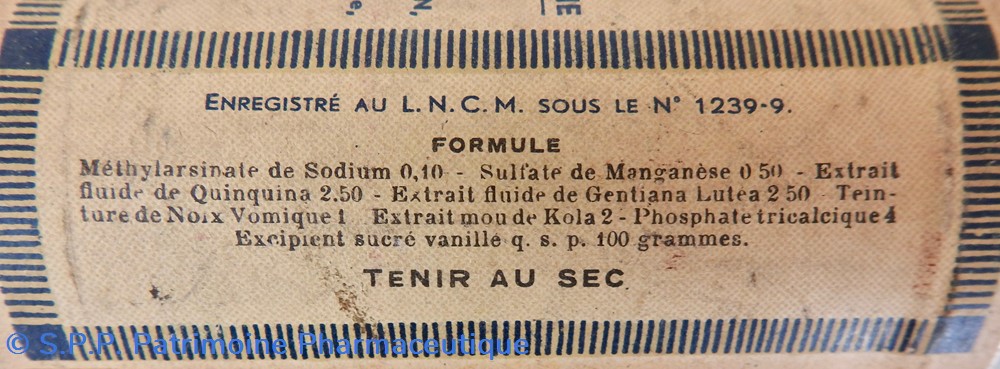 N,
e,
ENREGISTRÉ AU L.N.C.M. SOUS LE N° 1239-9.
FORMULE
Méthylarsinate de Sodium 0,10 - Sulfate de Manganèse 0 50 - Extrait
fluide de Quinquina 2.50 - Extrait fluide de Gentiana Lutea 2 50 Tein-
ture de Noix Vomique 1 Extrait mou de Kola 2 - Phosphate tricalcique 4
Excipient sucré vanillé q. s. p. 100 grammes.
TENIR AU SEC
© S.P.P. Patrimoine Pharmaceutique